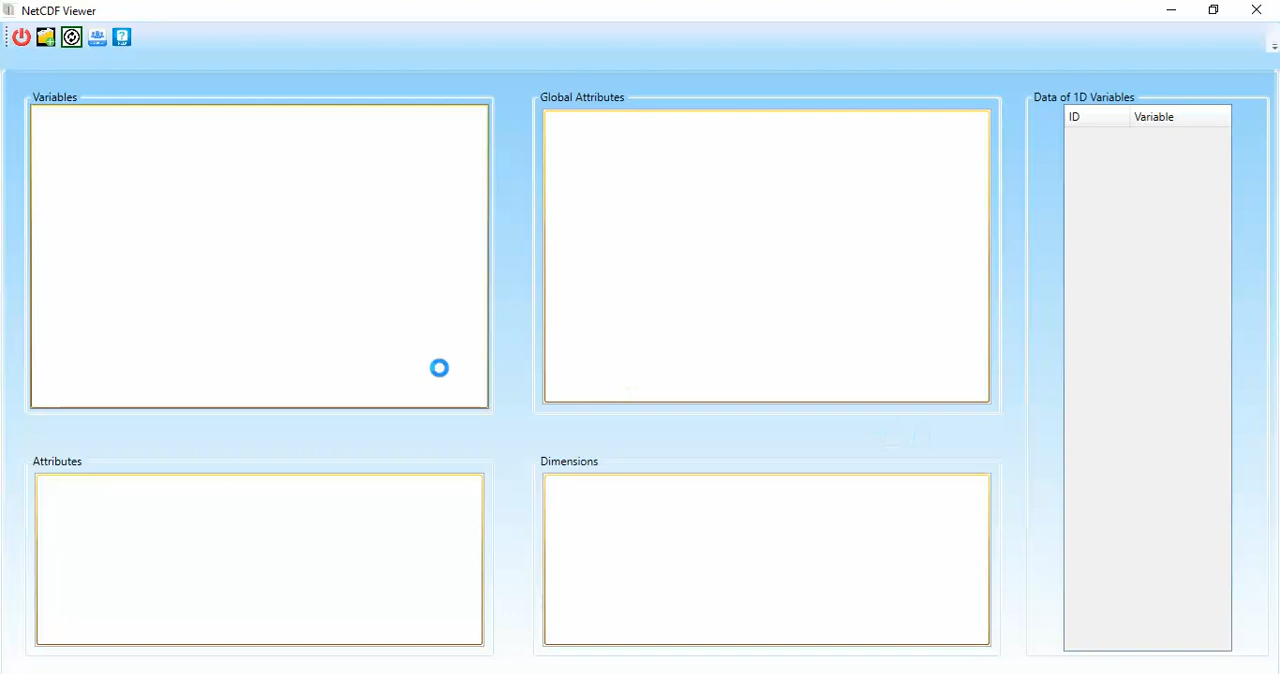 NetCDF Viewer
Variables
Global Attributes
Data of 1D Variables
ID
Variable
Attributes
Dimensions